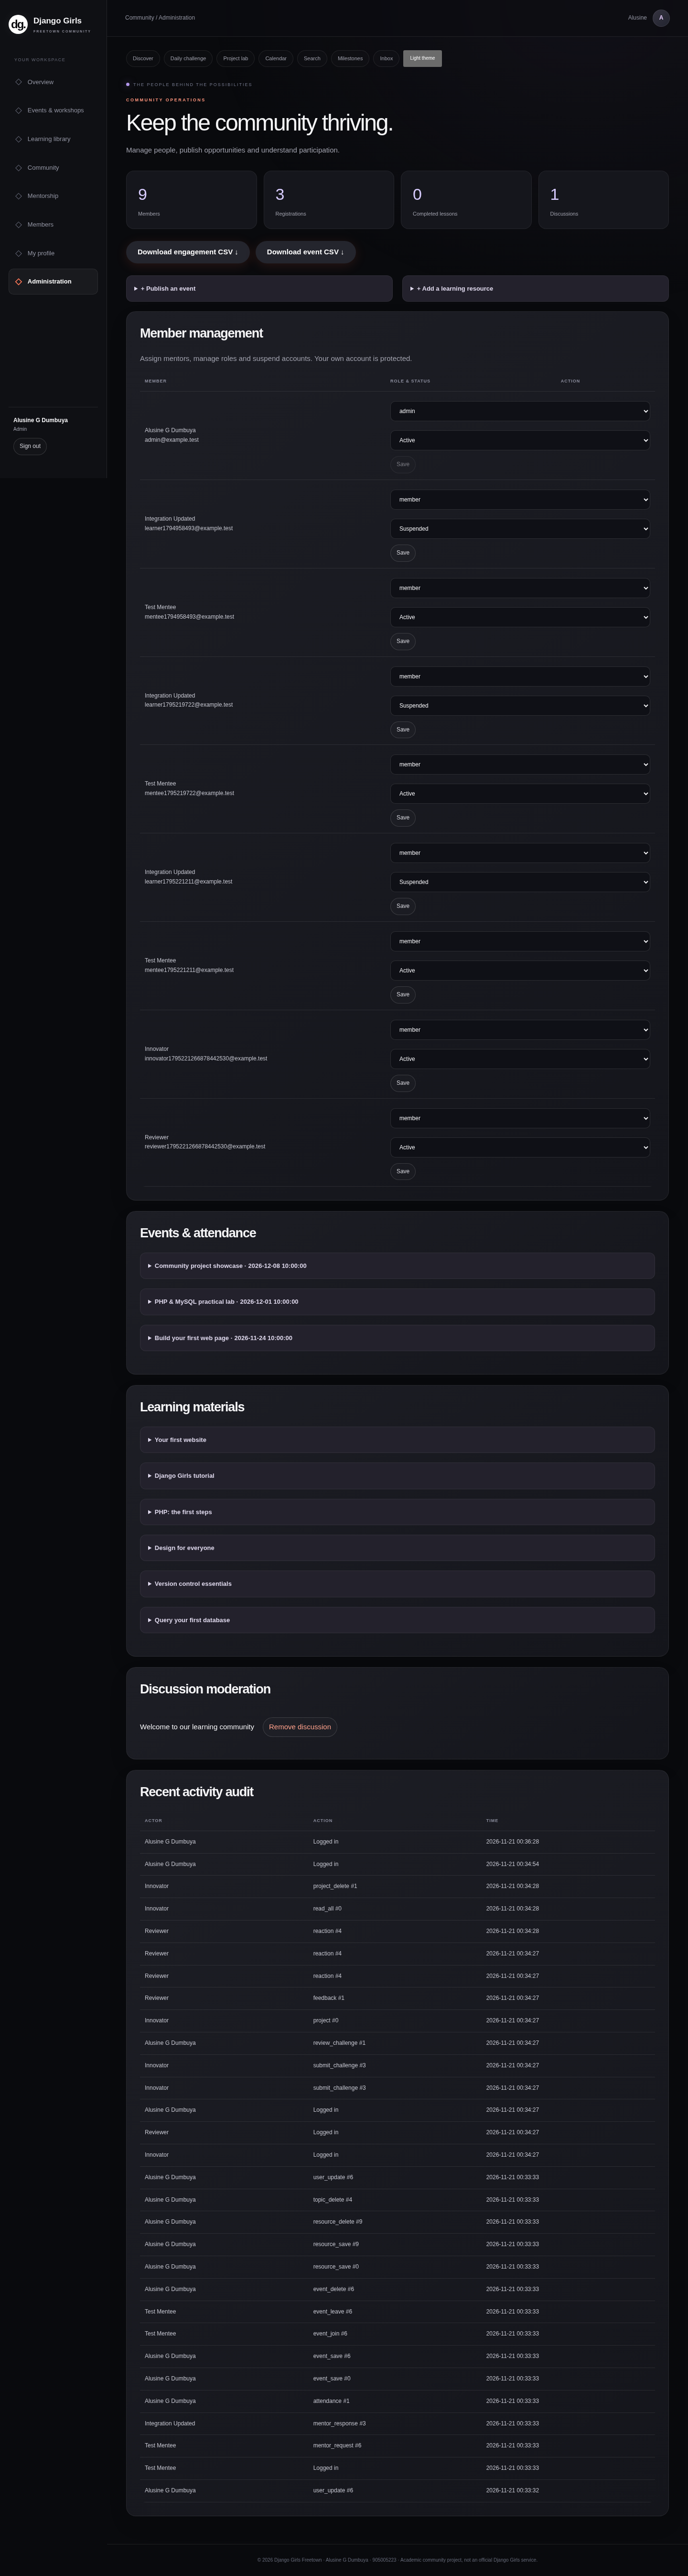 dg.
Django Girls
FREETOWN COMMUNITY
YOUR WORKSPACE
Overview
Events & workshops
Learning library
Community
Mentorship
Members
My profile
Administration
Alusine G Dumbuya
Admin
Sign out
Community / Administration
Alusine A
Discover Daily challenge Project lab Calendar Search Milestones Inbox Light theme
THE PEOPLE BEHIND THE POSSIBILITIES
COMMUNITY OPERATIONS
Keep the community thriving.
Manage people, publish opportunities and understand participation.
9
Members
3
Registrations
0
Completed lessons
1
Discussions
Download engagement CSV ↓ Download event CSV ↓
+ Publish an event
+ Add a learning resource
Member management
Assign mentors, manage roles and suspend accounts. Your own account is protected.
MEMBER ROLE & STATUS ACTION
Alusine G Dumbuya
admin@example.test
admin
Active
Save
Integration Updated
learner1794958493@example.test
member
Suspended
Save
Test Mentee
mentee1794958493@example.test
member
Active
Save
Integration Updated
learner1795219722@example.test
member
Suspended
Save
Test Mentee
mentee1795219722@example.test
member
Active
Save
Integration Updated
learner1795221211@example.test
member
Suspended
Save
Test Mentee
mentee1795221211@example.test
member
Active
Save
Innovator
innovator1795221266878442530@example.test
member
Active
Save
Reviewer
reviewer1795221266878442530@example.test
member
Active
Save
Events & attendance
Community project showcase · 2026-12-08 10:00:00
PHP & MySQL practical lab · 2026-12-01 10:00:00
Build your first web page · 2026-11-24 10:00:00
Learning materials
Your first website
Django Girls tutorial
PHP: the first steps
Design for everyone
Version control essentials
Query your first database
Discussion moderation
Welcome to our learning community Remove discussion
Recent activity audit
ACTOR ACTION TIME
Alusine G Dumbuya Logged in 2026-11-21 00:36:28
Alusine G Dumbuya Logged in 2026-11-21 00:34:54
Innovator project_delete #1 2026-11-21 00:34:28
Innovator read_all #0 2026-11-21 00:34:28
Reviewer reaction #4 2026-11-21 00:34:28
Reviewer reaction #4 2026-11-21 00:34:27
Reviewer reaction #4 2026-11-21 00:34:27
Reviewer feedback #1 2026-11-21 00:34:27
Innovator project #0 2026-11-21 00:34:27
Alusine G Dumbuya review_challenge #1 2026-11-21 00:34:27
Innovator submit_challenge #3 2026-11-21 00:34:27
Innovator submit_challenge #3 2026-11-21 00:34:27
Alusine G Dumbuya Logged in 2026-11-21 00:34:27
Reviewer Logged in 2026-11-21 00:34:27
Innovator Logged in 2026-11-21 00:34:27
Alusine G Dumbuya user_update #6 2026-11-21 00:33:33
Alusine G Dumbuya topic_delete #4 2026-11-21 00:33:33
Alusine G Dumbuya resource_delete #9 2026-11-21 00:33:33
Alusine G Dumbuya resource_save #9 2026-11-21 00:33:33
Alusine G Dumbuya resource_save #0 2026-11-21 00:33:33
Alusine G Dumbuya event_delete #6 2026-11-21 00:33:33
Test Mentee event_leave #6 2026-11-21 00:33:33
Test Mentee event_join #6 2026-11-21 00:33:33
Alusine G Dumbuya event_save #6 2026-11-21 00:33:33
Alusine G Dumbuya event_save #0 2026-11-21 00:33:33
Alusine G Dumbuya attendance #1 2026-11-21 00:33:33
Integration Updated mentor_response #3 2026-11-21 00:33:33
Test Mentee mentor_request #6 2026-11-21 00:33:33
Test Mentee Logged in 2026-11-21 00:33:33
Alusine G Dumbuya user_update #6 2026-11-21 00:33:32
Django Girls Freetown · Alusine G Dumbuya · Academic community project; not an official Django Girls service.